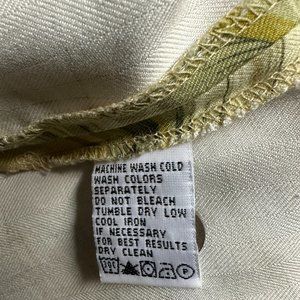 MACHINE WASH COLD
WASH COLORS
SEPARATELY
DO NOT BLEACH
TUMBLE DRY LOW
COOL IRON
IF NECESSARY
FOR BEST RESULTS
DRY CLEAN